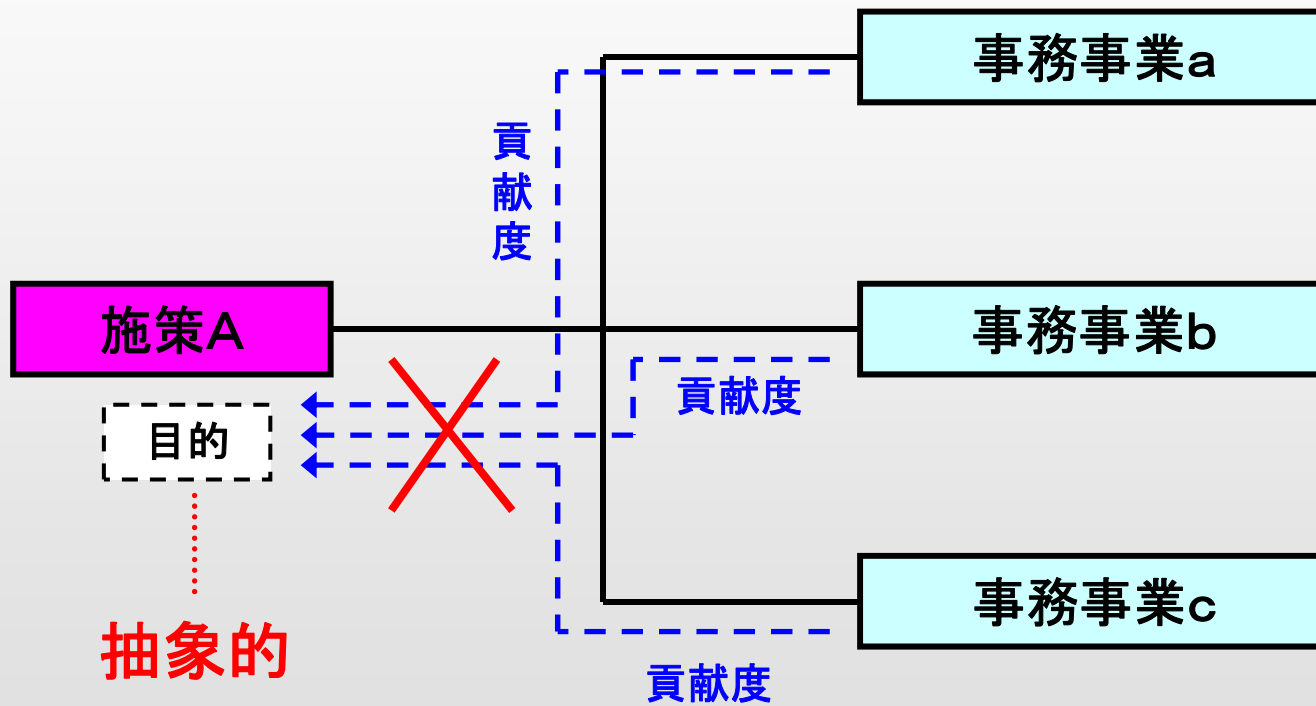 事務事業a
貢献度
施策A
事務事業b
貢献度
目的
事務事業c
抽象的
貢献度